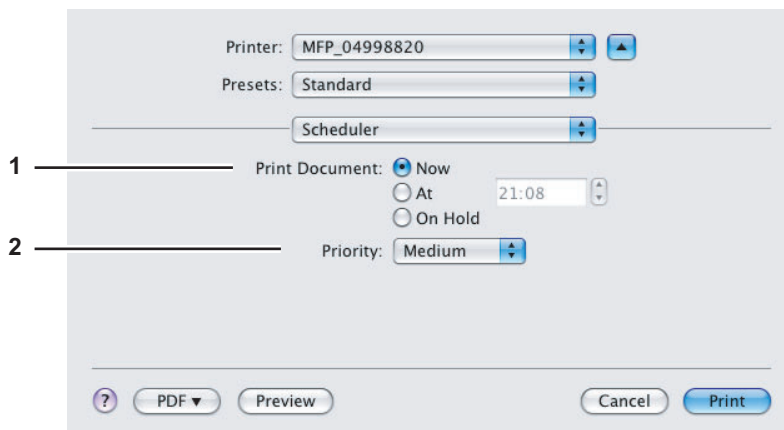 Printer: MFP_04998820
Presets: Standard
Scheduler
1 Print Document: Now
At 21:08
On Hold
2 Priority: Medium
? PDF ▼ Preview Cancel Print